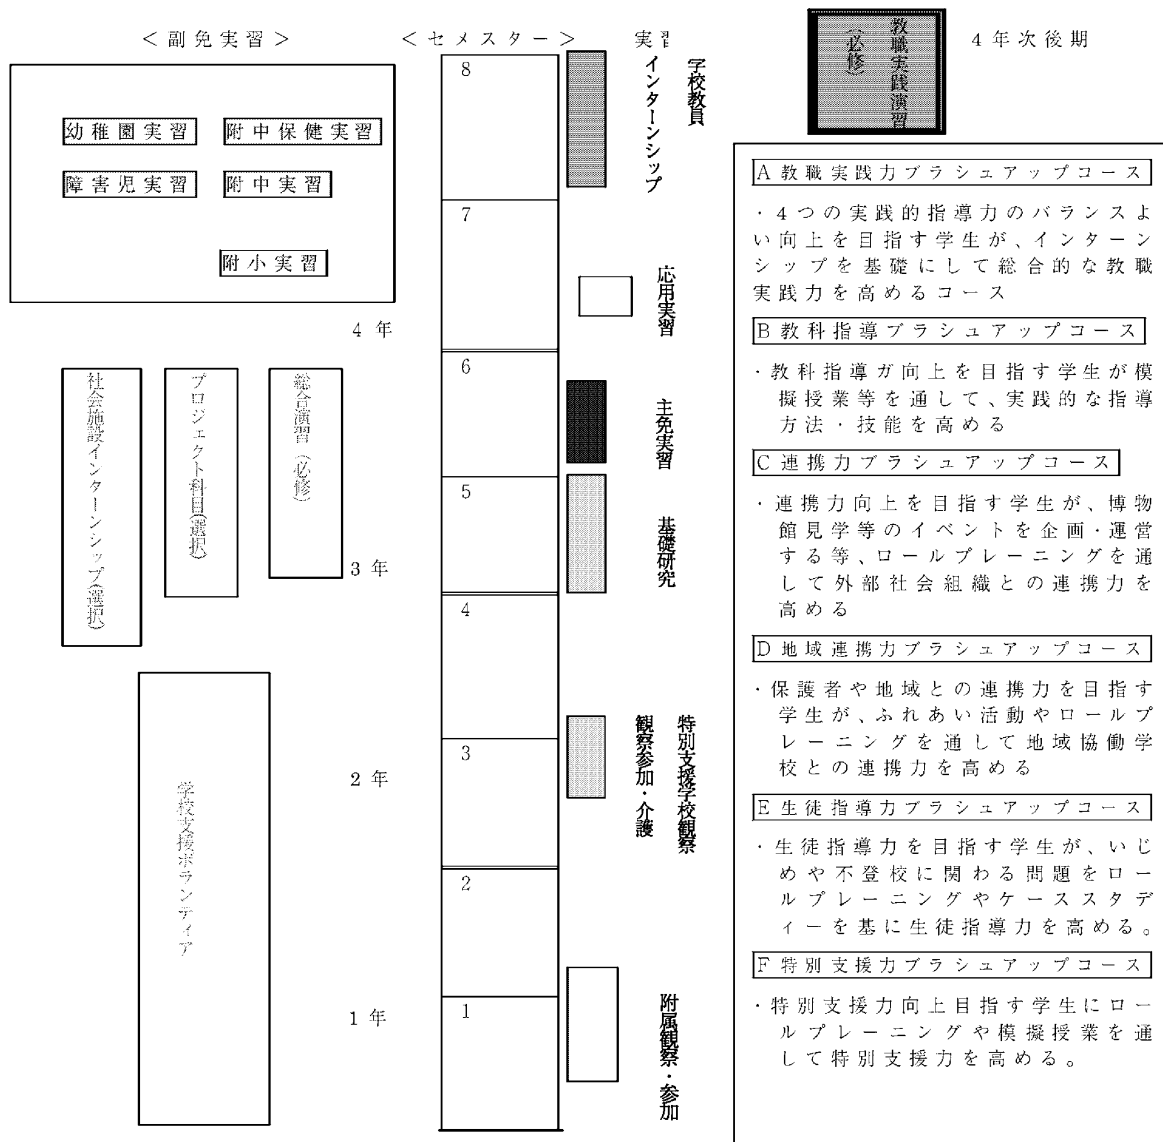 <副免実習>
幼稚園実習
附中保健実習
障害児実習
附中実習
附小実習
4年
社会施設インターンシップ(選択)
プロジェクト科目(選択)
総合演習(必修)
3年
学校支援ボランティア
2年
1年
<セメスター>
8
7
6
5
4
3
2
1
実習
学校教員
インターンシップ
応用実習
主免実習
基礎研究
特別支援学校観察
観察参加・介護
附属観察・参加
教職実践演習
(必修)
4年次後期
A教職実践力ブラシュアップコース
・4つの実践的指導力のバランスよ
い向上を目指す学生が、インターン
シップを基礎にして総合的な教職
実践力を高めるコース
B教科指導ブラシュアップコース
・教科指導ガ向上を目指す学生が模
擬授業等を通して、実践的な指導
方法・技能を高める
C連携力ブラシュアップコース
・連携力向上を目指す学生が、博物
館見学等のイベントを企画・運営
する等、ロールプレーニングを通
して外部社会組織との連携力を
高める
D地域連携力ブラシュアップコース
・保護者や地域との連携力を目指す
学生が、ふれあい活動やロールプ
レーニングを通して地域協働学
校との連携力を高める
E生徒指導力ブラシュアップコース
・生徒指導力を目指す学生が、いじ
めや不登校に関わる問題をロー
ルプレーニングやケーススタデ
ィーを基に生徒指導力を高める。
F特別支援力ブラシュアップコース
・特別支援力向上目指す学生にロー
ルプレーニングや模擬授業を通
して特別支援力を高める。